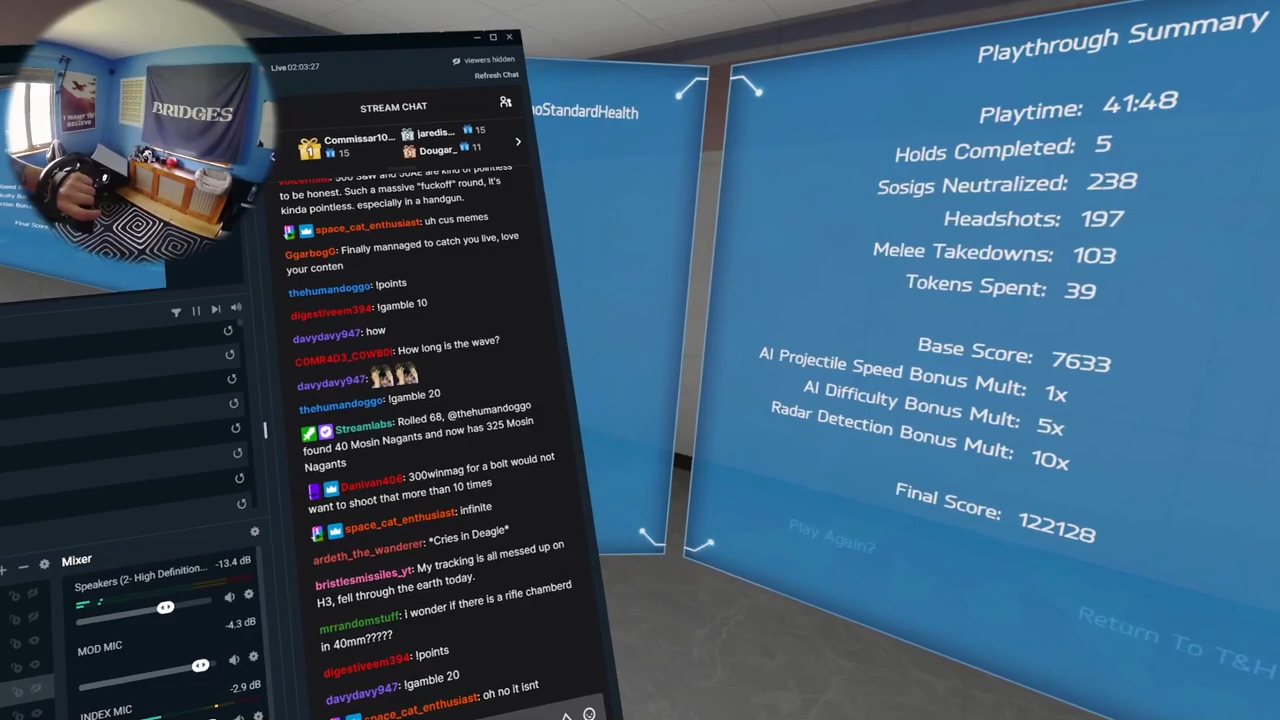 I WANT TO
BELIEVE
BRIDGES
Final Sco
Live 02:03:27
viewers hidden
Refresh Chat
STREAM CHAT
1
Commissar10...
15
jaredis...
15
Dougar_
11
to be honest. Such a massive "fuckoff" round, it's
kinda pointless. especially in a handgun.
space_cat_enthusiast: uh cus memes
GgarbogG: Finally mannaged to catch you live, love
your conten
thehumandoggo: !points
digestiveem394: !gamble 10
davydavy947: how
C0MR4D3_C0WB0I: How long is the wave?
davydavy947:
thehumandoggo: !gamble 20
Streamlabs: Rolled 68, @thehumandoggo
found 40 Mosin Nagants and now has 325 Mosin
Nagants
Danivan406: 300winmag for a bolt would not
want to shoot that more than 10 times
space_cat_enthusiast: infinite
ardeth_the_wanderer: *Cries in Deagle*
bristlesmissiles_yt: My tracking is all messed up on
H3, fell through the earth today.
mrrandomstuff: i wonder if there is a rifle chamberd
in 40mm?????
digestiveem394: !points
davydavy947: !gamble 20
space_cat_enthusiast: oh no it isnt
Mixer
Speakers (2- High Definition... -13.4 dB
MOD MIC -4.3 dB
INDEX MIC -2.9 dB
noStandardHealth
Playthrough Summary
Playtime: 41:48
Holds Completed: 5
Sosigs Neutralized: 238
Headshots: 197
Melee Takedowns: 103
Tokens Spent: 39
Base Score: 7633
AI Projectile Speed Bonus Mult: 1x
AI Difficulty Bonus Mult: 5x
Radar Detection Bonus Mult: 10x
Final Score: 122128
Play Again?
Return To T&H